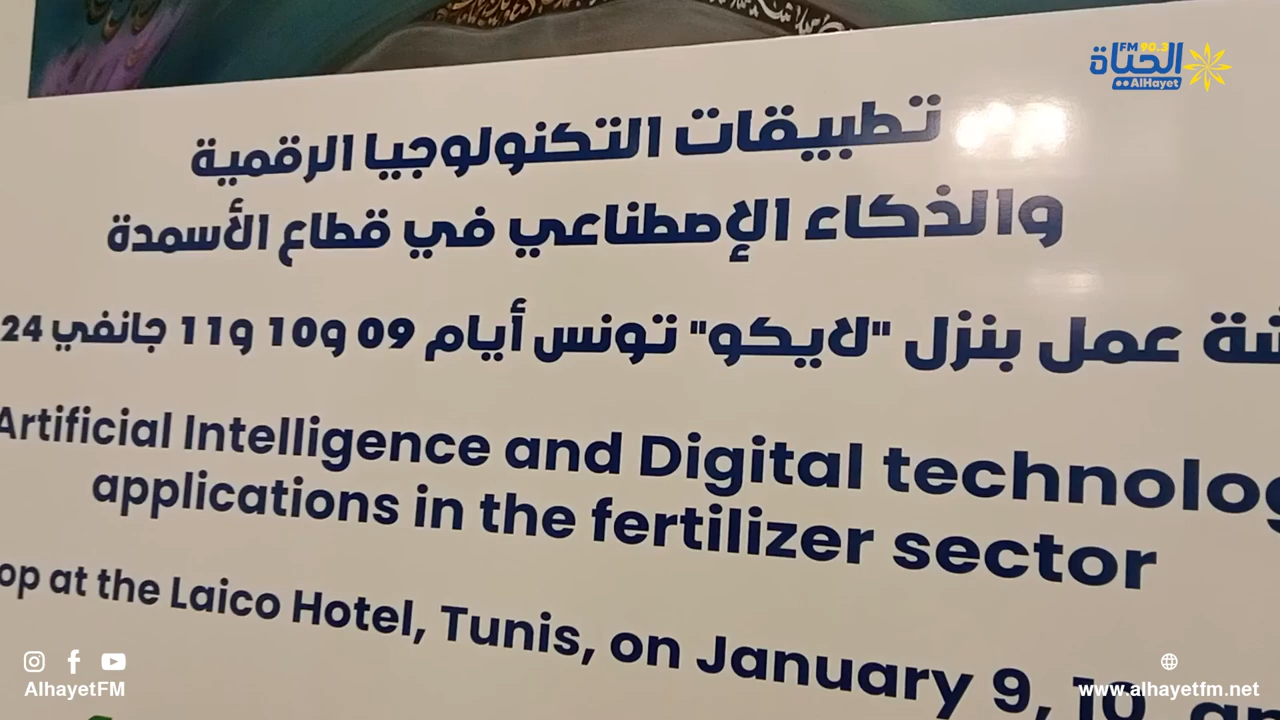 الحياة
FM 90.3
AlHayet
تطبيقات التكنولوجيا الرقمية
والذكاء الإصطناعي في قطاع الأسمدة
عمل بنزل "لايكو" تونس أيام 09 و10 و11 جانفي 24
Artificial Intelligence and Digital technolog
applications in the fertilizer sector
op at the Laico Hotel, Tunis, on January 9, 10
AlhayetFM
www.alhayetfm.net